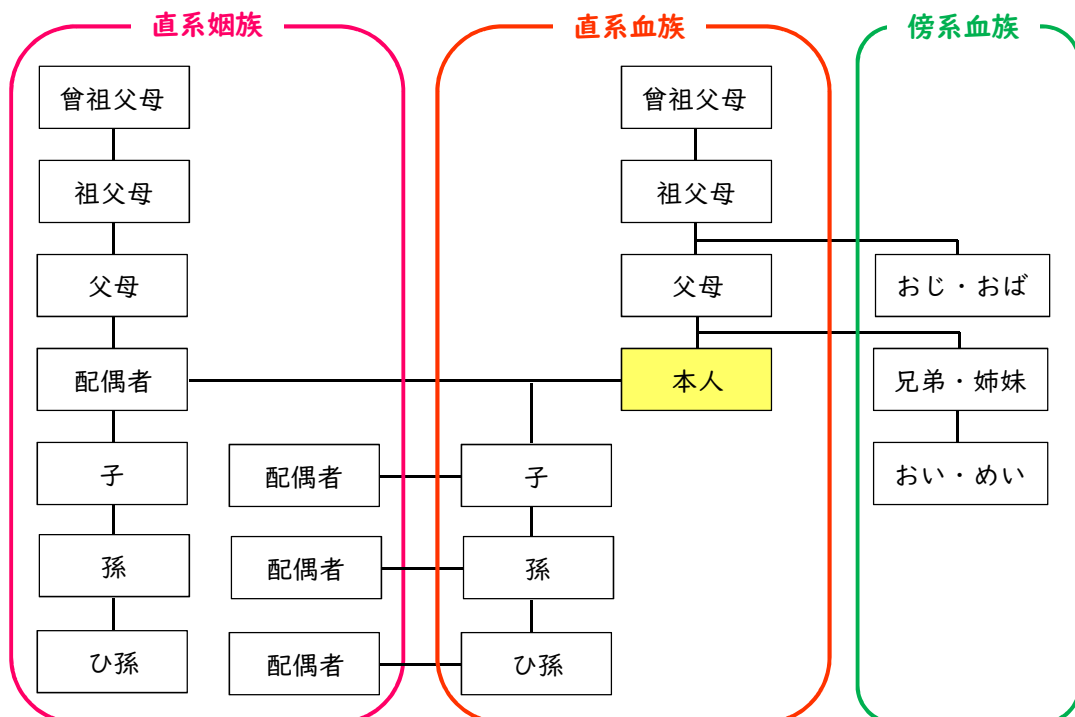 直系姻族
直系血族
傍系血族
曾祖父母
曾祖父母
祖父母
祖父母
父母
父母
おじ・おば
配偶者
本人
兄弟・姉妹
子
配偶者
子
おい・めい
孫
配偶者
孫
ひ孫
配偶者
ひ孫